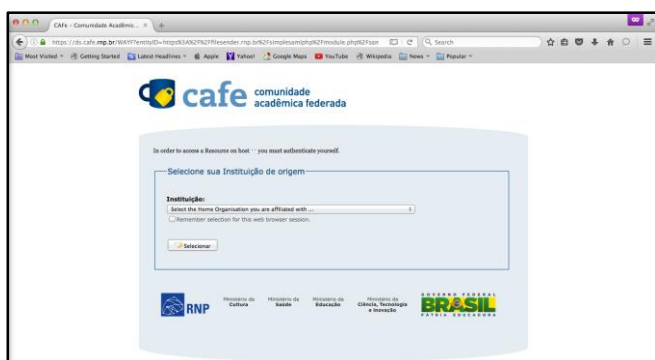 CAFe - Comunidade Acadêmic...
https://ds.cafe.rnp.br/WAYF?entityID=https%3A%2F%2Ffilesender.rnp.br%2Fsimplesamlphp%2Fmodule.php%2Fsam
Search
Most Visited
Getting Started
Latest Headlines
Apple
Yahoo!
Google Maps
YouTube
Wikipedia
News
Popular
cafe comunidade
acadêmica federada
In order to access a Resource on host '' you must authenticate yourself.
Selecione sua Instituição de origem
Instituição:
Select the Home Organisation you are affiliated with ...
Remember selection for this web browser session.
Selecionar
RNP
Ministério da
Cultura
Ministério da
Saúde
Ministério da
Educação
Ministério da
Ciência, Tecnologia
e Inovação
GOVERNO FEDERAL
BRASIL
PÁTRIA EDUCADORA